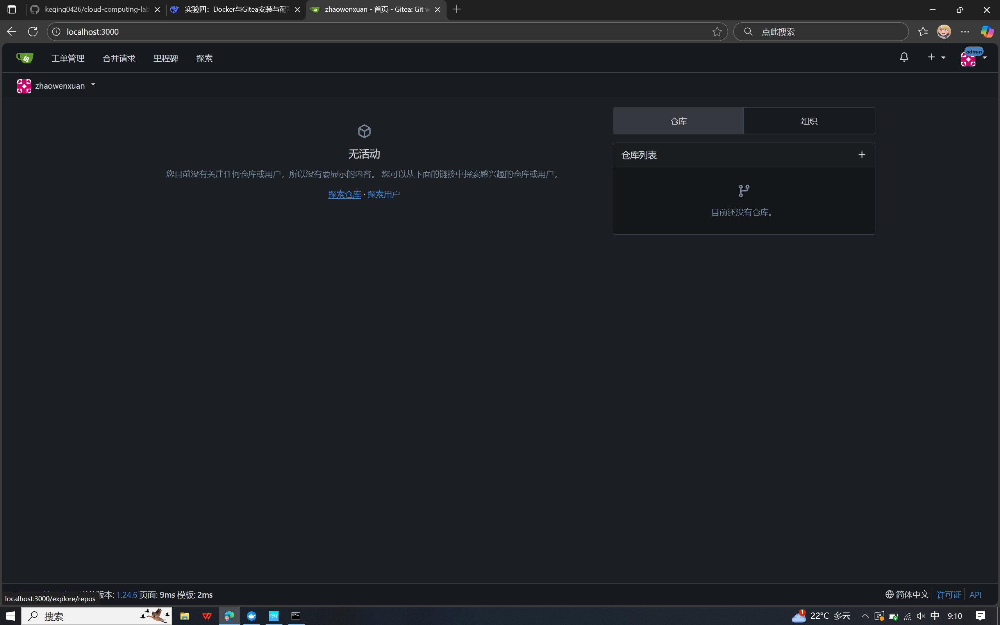 keqing0426/cloud-computing-lab
实验四：Docker与Gitea安装与配
zhaowenxuan - 首页 - Gitea: Git w
localhost:3000
点此搜索
工单管理 合并请求 里程碑 探索
admin
zhaowenxuan
仓库 组织
仓库列表
无活动
您目前没有关注任何仓库或用户，所以没有要显示的内容。 您可以从下面的链接中探索感兴趣的仓库或用户。
探索仓库 · 探索用户
目前还没有仓库。
版本: 1.24.6 页面: 9ms 模板: 2ms
localhost:3000/explore/repos
简体中文 许可证 API
搜索
Tyty
1
22°C 多云
中
9:10